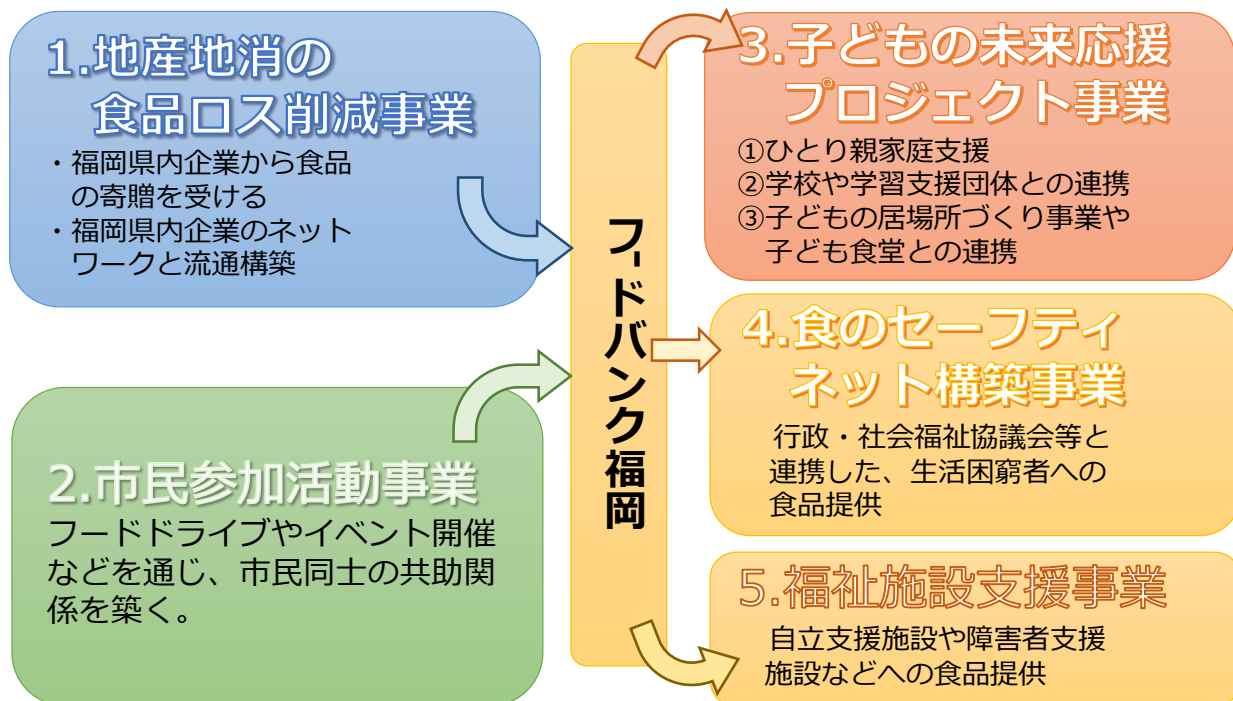 1.地産地消の
食品ロス削減事業
・福岡県内企業から食品
の寄贈を受ける
・福岡県内企業のネット
ワークと流通構築
2.市民参加活動事業
フードドライブやイベント開催
などを通じ、市民同士の共助関
係を築く。
フードバンク福岡
3.子どもの未来応援
プロジェクト事業
①ひとり親家庭支援
②学校や学習支援団体との連携
③子どもの居場所づくり事業や
子ども食堂との連携
4.食のセーフティ
ネット構築事業
行政・社会福祉協議会等と
連携した、生活困窮者への
食品提供
5.福祉施設支援事業
自立支援施設や障害者支援
施設などへの食品提供